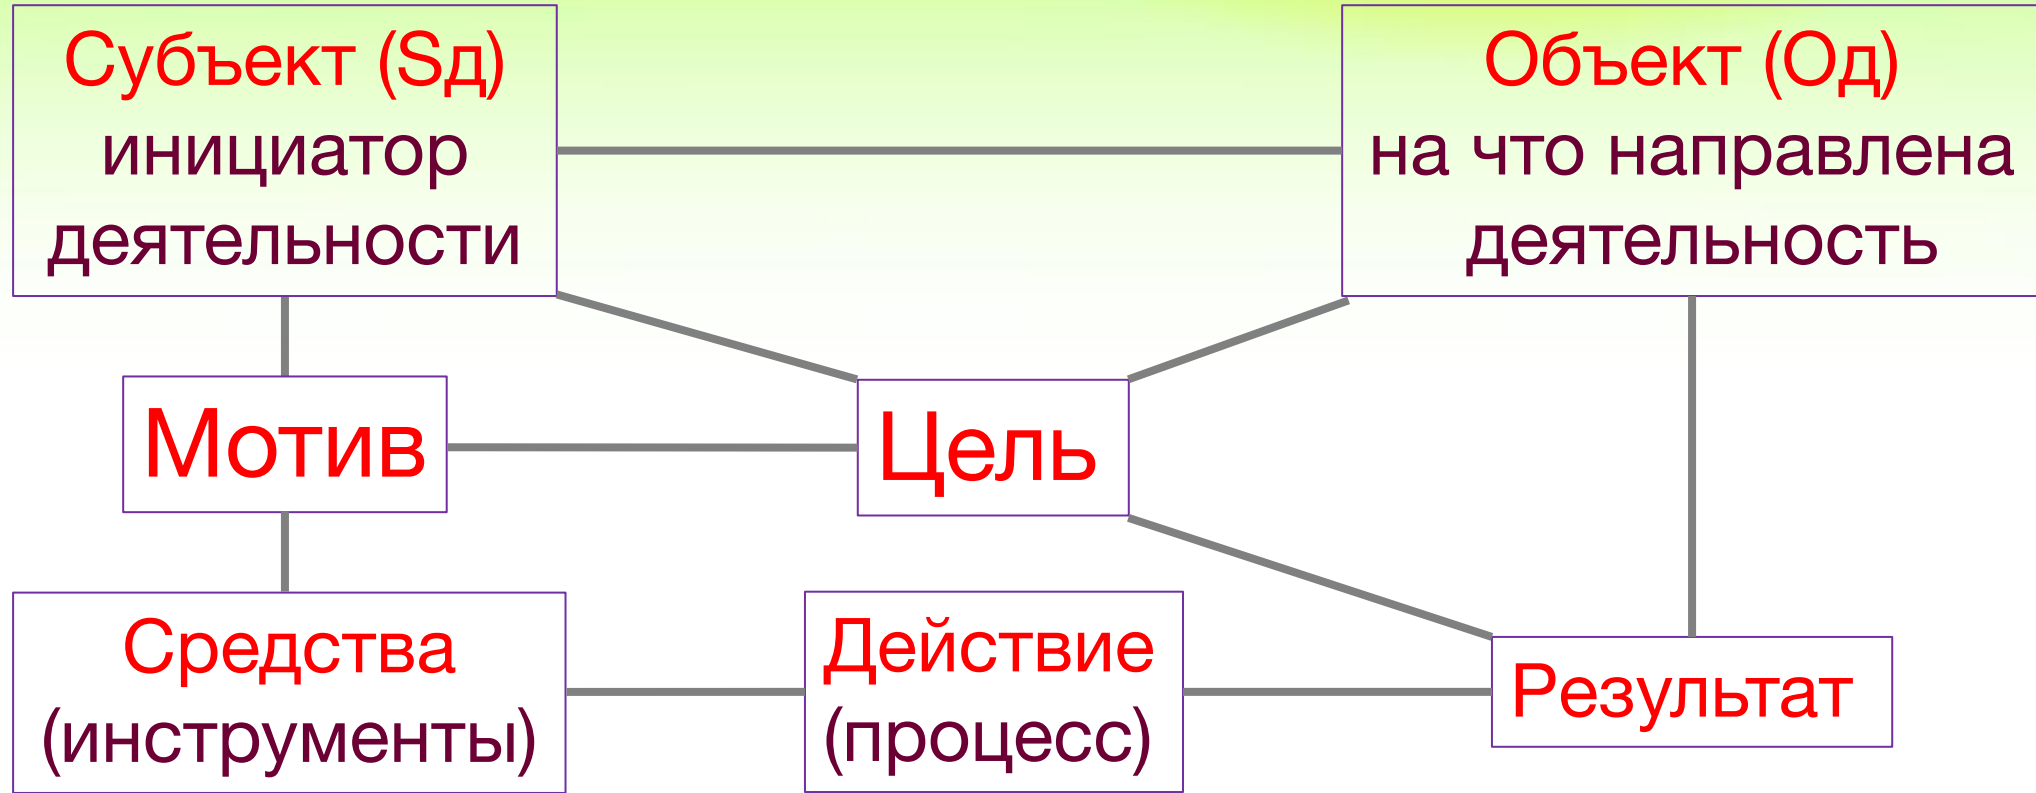 Субъект (Sд)
инициатор
деятельности
Объект (Од)
на что направлена
деятельность
Мотив
Цель
Средства
(инструменты)
Действие
(процесс)
Результат